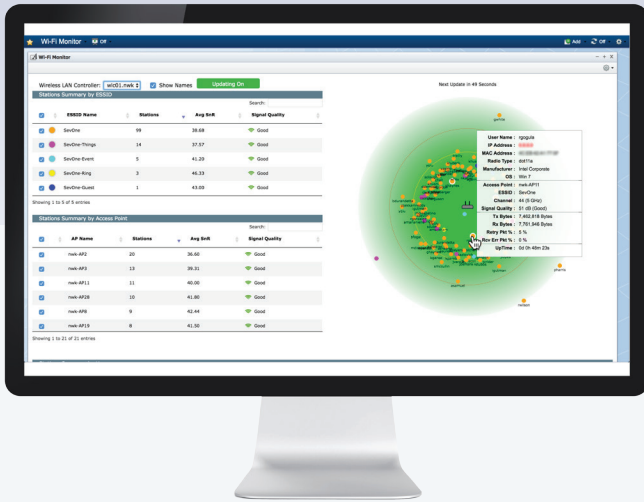 Wi-Fi Monitor Off Add Off
Wi-Fi Monitor
Wireless LAN Controller: wlc01.nwk Show Names Updating On
Next Update in 49 Seconds
Stations Summary by ESSID
Search:
ESSID Name Stations Avg SnR Signal Quality
SevOne 99 38.68 Good
SevOne-Things 14 37.57 Good
SevOne-Event 5 41.20 Good
SevOne-Ring 3 46.33 Good
SevOne-Guest 1 43.00 Good
Showing 1 to 5 of 5 entries
Stations Summary by Access Point
Search:
AP Name Stations Avg SnR Signal Quality
nwk-AP2 20 36.60 Good
nwk-AP3 13 39.31 Good
nwk-AP11 11 40.00 Good
nwk-AP28 10 41.80 Good
nwk-AP8 9 42.44 Good
nwk-AP19 8 41.50 Good
Showing 1 to 21 of 21 entries
User Name : rgogula
IP Address :
MAC Address :
Radio Type : dot11a
Manufacturer : Intel Corporate
OS : Win 7
Access Point : nwk-AP11
ESSID : SevOne
Channel : 44 (5 GHz)
Signal Quality : 51 dB (Good)
Tx Bytes : 7,462,818 Bytes
Rx Bytes : 7,761,946 Bytes
Retry Pkt % : 5 %
Rcv Err Pkt % : 0 %
UpTime : 0d 0h 48m 23s